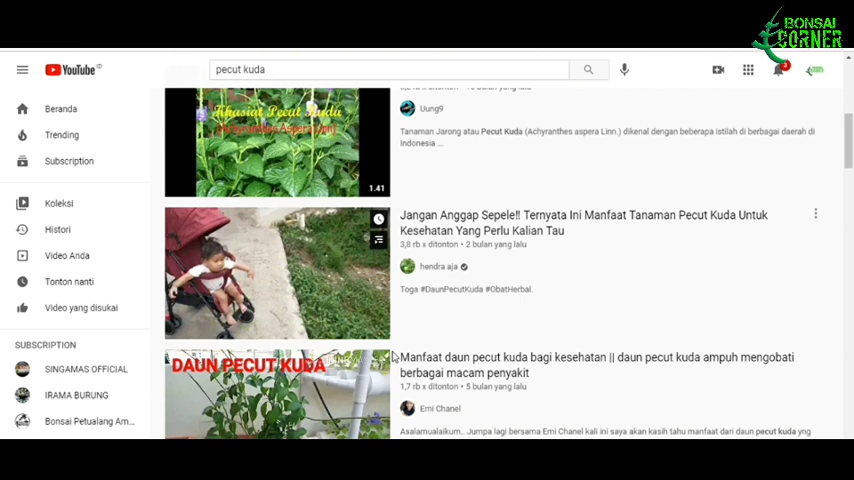 BONSAI
CORNER
YouTube ID
pecut kuda
3
Beranda
Trending
Subscription
Koleksi
Histori
Video Anda
Tonton nanti
Video yang disukai
SUBSCRIPTION
SINGAMAS OFFICIAL
IRAMA BURUNG
Bonsai Petualang Am...
Khasiat Pecut Kuda
1.41
Uung9
Tanaman Jarong atau Pecut Kuda (Achyranthes aspera Linn.) dikenal dengan beberapa istilah di berbagai daerah di
Indonesia ...
Jangan Anggap Sepele!! Ternyata Ini Manfaat Tanaman Pecut Kuda Untuk
Kesehatan Yang Perlu Kalian Tau
3,8 rb x ditonton • 2 bulan yang lalu
hendra aja
Toga #DaunPecutKuda #ObatHerbal.
DAUN PECUT KUDA
Manfaat daun pecut kuda bagi kesehatan || daun pecut kuda ampuh mengobati
berbagai macam penyakit
1,7 rb x ditonton • 5 bulan yang lalu
Emi Chanel
Asalamualaikum.. Jumpa lagi bersama Emi Chanel kali ini saya akan kasih tahu manfaat dari daun pecut kuda yng